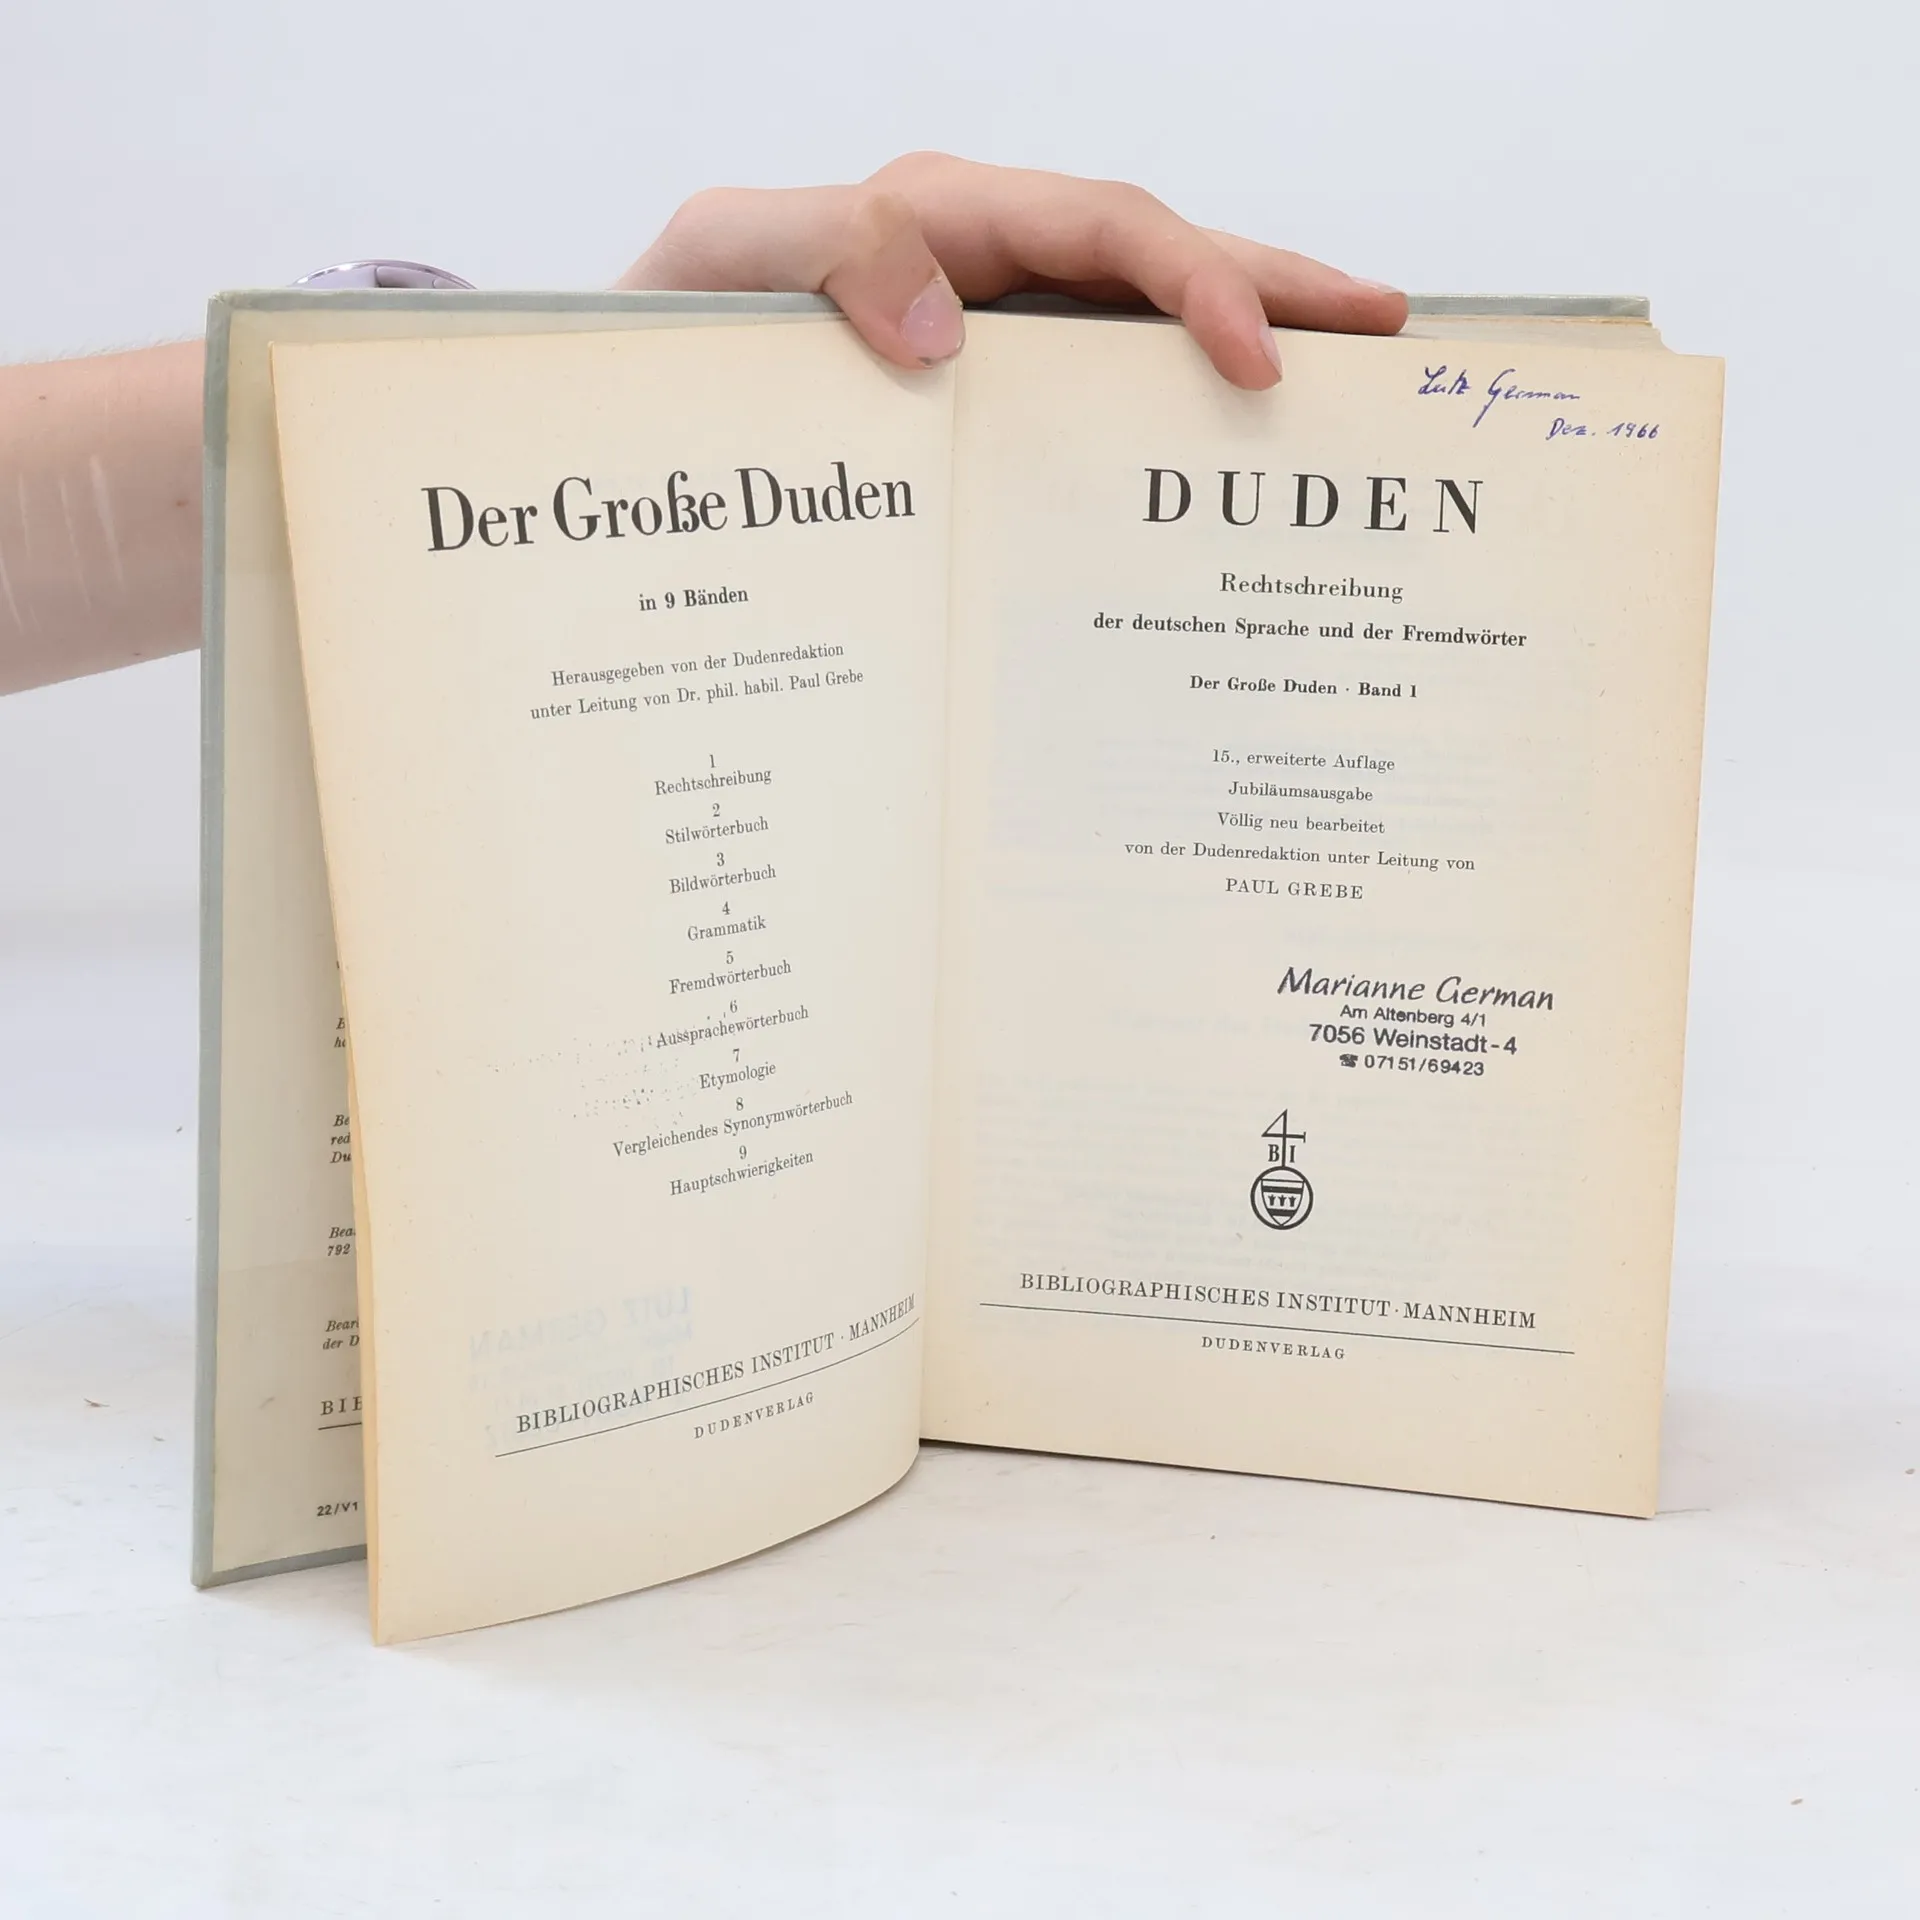 Der Große Duden
in 9 Bänden
Herausgegeben von der Dudenredaktion
unter Leitung von Dr. phil. habil. Paul Grebe
1
Rechtschreibung
2
Stilwörterbuch
3
Bildwörterbuch
4
Grammatik
5
Fremdwörterbuch
6
Aussprachewörterbuch
7
Etymologie
8
Vergleichendes Synonymwörterbuch
9
Hauptschwierigkeiten
BIBLIOGRAPHISCHES INSTITUT · MANNHEIM
DUDENVERLAG
22/V1
Lutz German
Dez. 1966
DUDEN
Rechtschreibung
der deutschen Sprache und der Fremdwörter
Der Große Duden · Band 1
15., erweiterte Auflage
Jubiläumsausgabe
Völlig neu bearbeitet
von der Dudenredaktion unter Leitung von
PAUL GREBE
Marianne German
Am Altenberg 4/1
7056 Weinstadt-4
☎ 07151/69423
B I
BIBLIOGRAPHISCHES INSTITUT · MANNHEIM
DUDENVERLAG